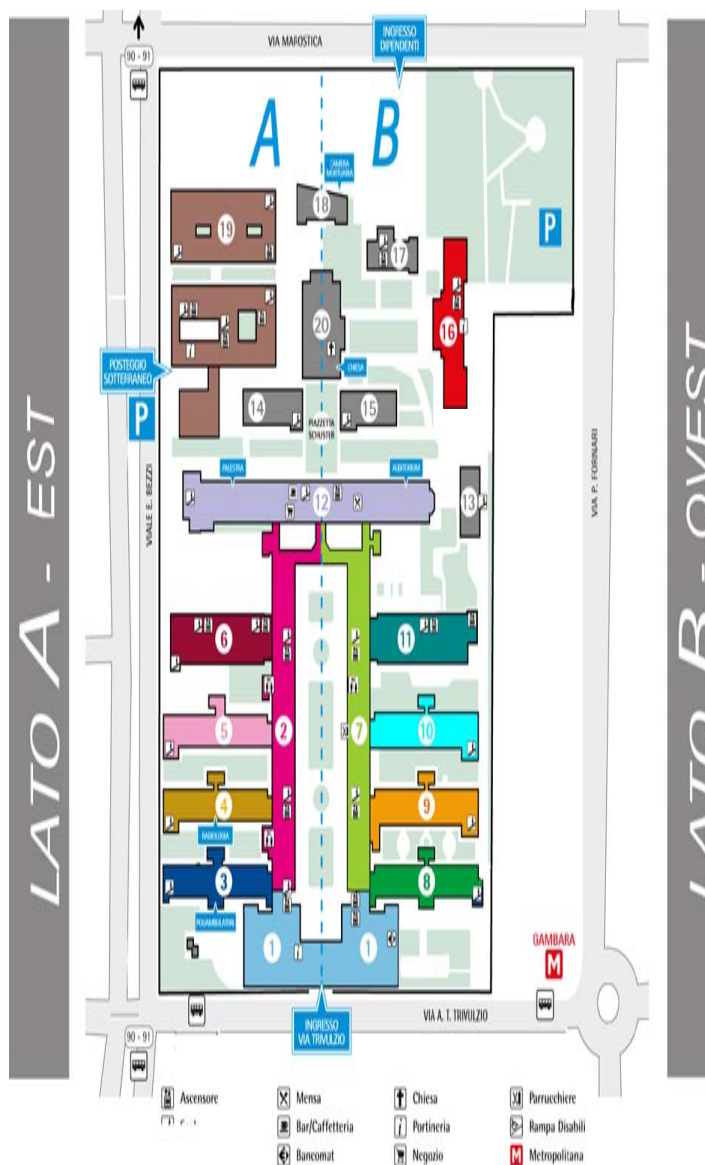 VIA MAROSTICA
INGRESSO
DIPENDENTI
90 - 91
A
B
CAMERA
MORTUARIA
18
19
17
P
20
16
CHIESA
POSTEGGIO
SOTTERRANEO
P
14
PIAZZETTA
SCHUSTER
15
PALESTRA
AUDITORIUM
12
13
VIALE E. BEZZI
VIA P. FORNARI
LATO A - EST
LATO B - OVEST
6
11
5
2
7
10
4
9
RADIOLOGIA
3
8
POLIAMBULATORI
1
1
GAMBARA
M
INGRESSO
VIA TRIVULZIO
VIA A. T. TRIVULZIO
90 - 91
Ascensore
Mensa
Chiesa
Parrucchiere
Bar/Caffetteria
Portineria
Rampa Disabili
Bancomat
Negozio
M Metropolitana